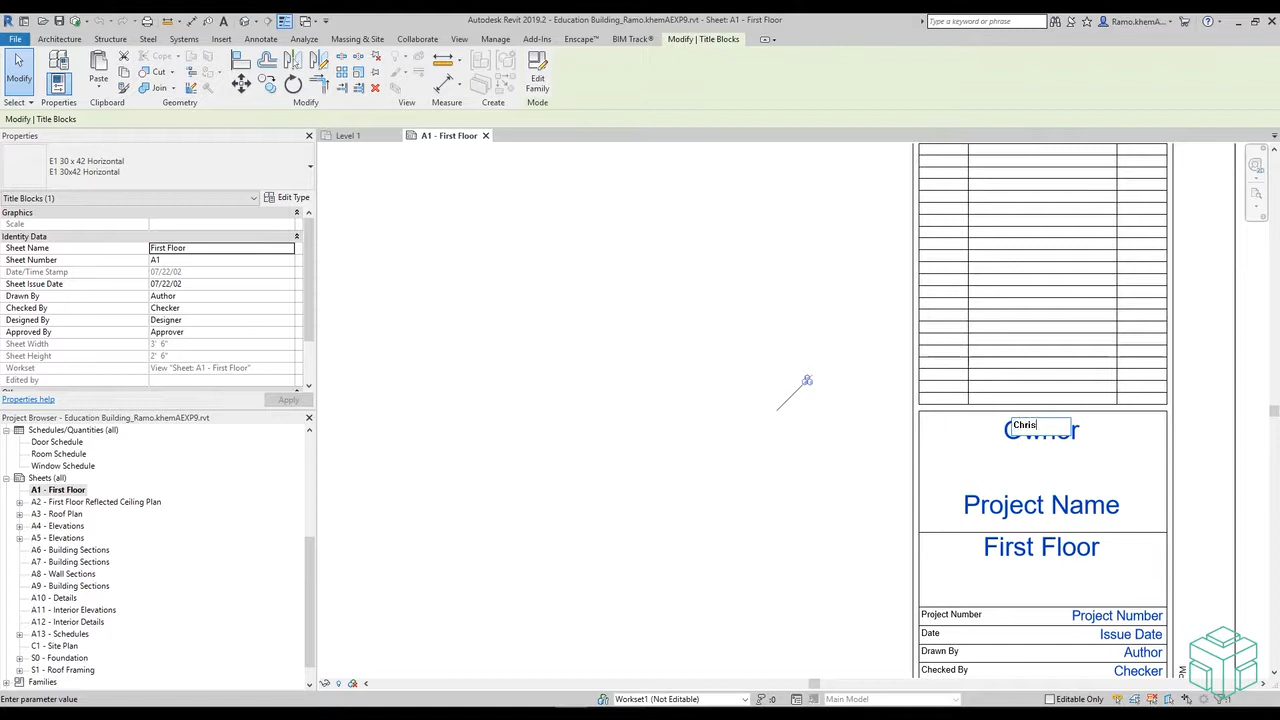 Autodesk Revit 2019.2 - Education Building_Ramo.khemAEXP9.rvt - Sheet: A1 - First Floor
Type a keyword or phrase
Ramo.khemA...
File Architecture Structure Steel Systems Insert Annotate Analyze Massing & Site Collaborate View Manage Add-Ins Enscape™ BIM Track® Modify | Title Blocks
Modify
Paste
Cope
Cut
Join
Edit
Family
Select Properties Clipboard Geometry Modify View Measure Create Mode
Modify | Title Blocks
Properties
Level 1
A1 - First Floor
E1 30 x 42 Horizontal
E1 30x42 Horizontal
Title Blocks (1)
Edit Type
Graphics
Scale
Identity Data
Sheet Name First Floor
Sheet Number A1
Date/Time Stamp 07/22/02
Sheet Issue Date 07/22/02
Drawn By Author
Checked By Checker
Designed By Designer
Approved By Approver
Sheet Width 3' 6"
Sheet Height 2' 6"
Workset View "Sheet: A1 - First Floor"
Edited by
Properties help
Apply
Project Browser - Education Building_Ramo.khemAEXP9.rvt
Schedules/Quantities (all)
Door Schedule
Room Schedule
Window Schedule
Sheets (all)
A1 - First Floor
A2 - First Floor Reflected Ceiling Plan
A3 - Roof Plan
A4 - Elevations
A5 - Elevations
A6 - Building Sections
A7 - Building Sections
A8 - Wall Sections
A9 - Building Sections
A10 - Details
A11 - Interior Elevations
A12 - Interior Details
A13 - Schedules
C1 - Site Plan
S0 - Foundation
S1 - Roof Framing
Families
Chris
Owner
Project Name
First Floor
Project Number Project Number
Date Issue Date
Drawn By Author
Checked By Checker
PM
Enter parameter value
Workset1 (Not Editable)
:0
Main Model
Editable Only